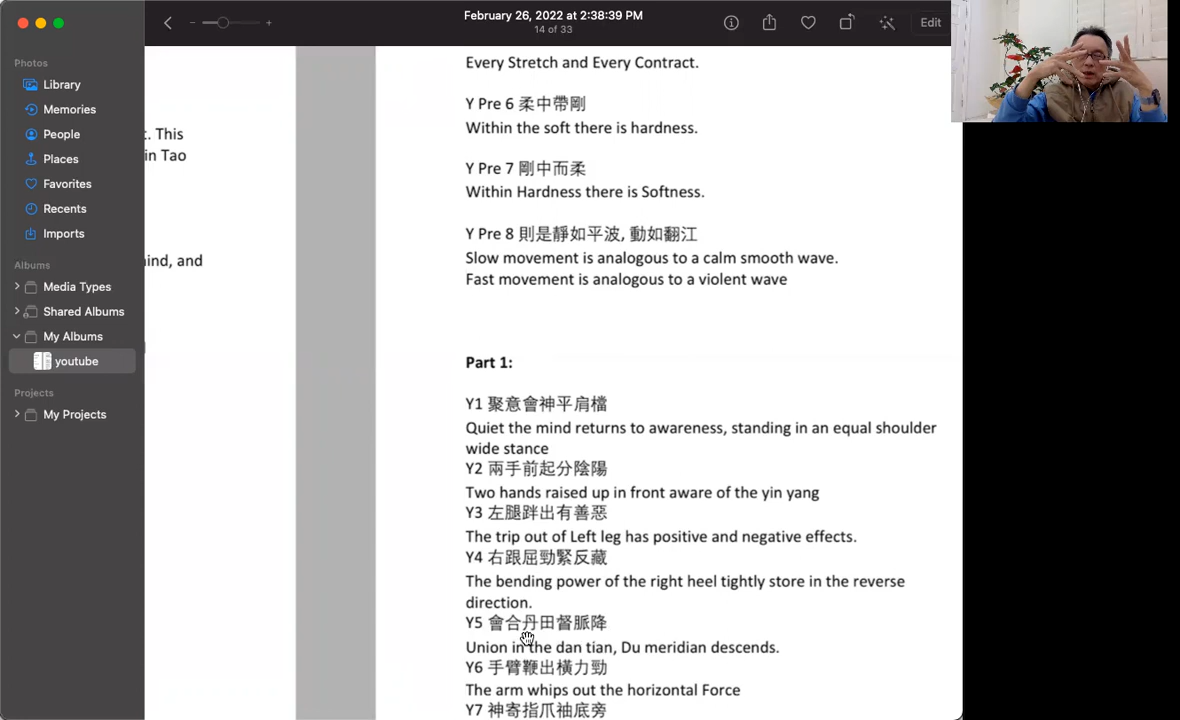 February 26, 2022 at 2:38:39 PM
14 of 33
Edit
Photos
Library
Memories
People
Places
Favorites
Recents
Imports
Albums
Media Types
Shared Albums
My Albums
youtube
Projects
My Projects
. This
in Tao
ind, and
Every Stretch and Every Contract.
Y Pre 6 柔中帶剛
Within the soft there is hardness.
Y Pre 7 剛中而柔
Within Hardness there is Softness.
Y Pre 8 則是靜如平波, 動如翻江
Slow movement is analogous to a calm smooth wave.
Fast movement is analogous to a violent wave
Part 1:
Y1 聚意會神平肩檔
Quiet the mind returns to awareness, standing in an equal shoulder
wide stance
Y2 兩手前起分陰陽
Two hands raised up in front aware of the yin yang
Y3 左腿跘出有善惡
The trip out of Left leg has positive and negative effects.
Y4 右跟屈勁緊反藏
The bending power of the right heel tightly store in the reverse
direction.
Y5 會合丹田督脈降
Union in the dan tian, Du meridian descends.
Y6 手臂鞭出橫力勁
The arm whips out the horizontal Force
Y7 神寄指爪袖底旁